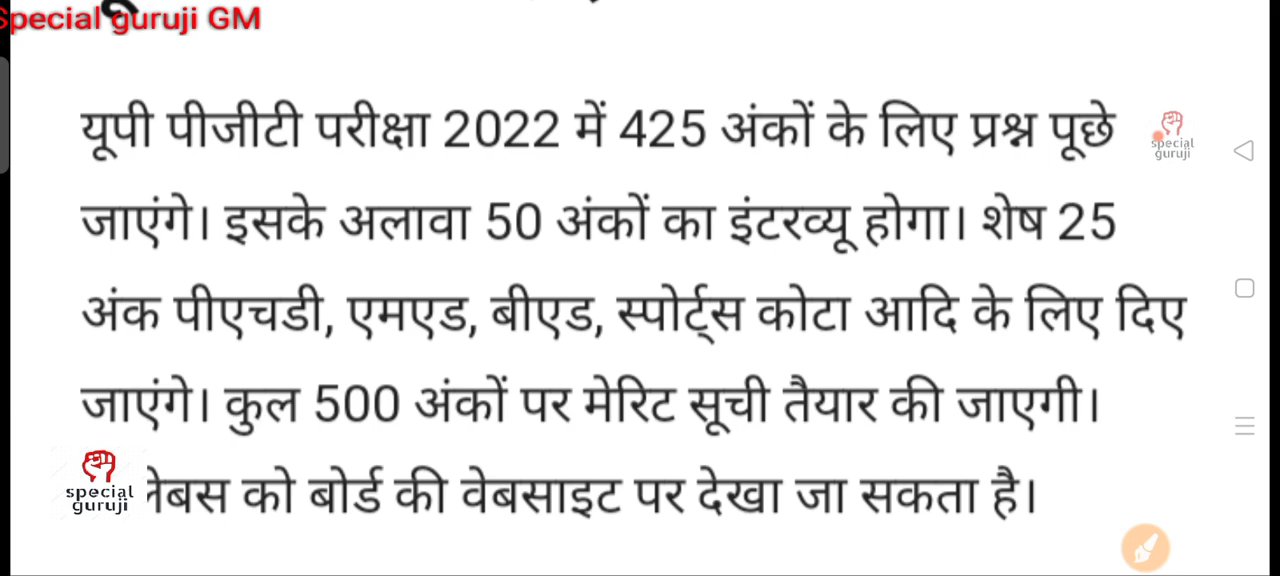 Special guruji GM
यूपी पीजीटी परीक्षा 2022 में 425 अंकों के लिए प्रश्न पूछे
special
guruji
जाएंगे। इसके अलावा 50 अंकों का इंटरव्यू होगा। शेष 25
अंक पीएचडी, एमएड, बीएड, स्पोर्ट्स कोटा आदि के लिए दिए
जाएंगे। कुल 500 अंकों पर मेरिट सूची तैयार की जाएगी।
special
guruji
को बोर्ड की वेबसाइट पर देखा जा सकता है।